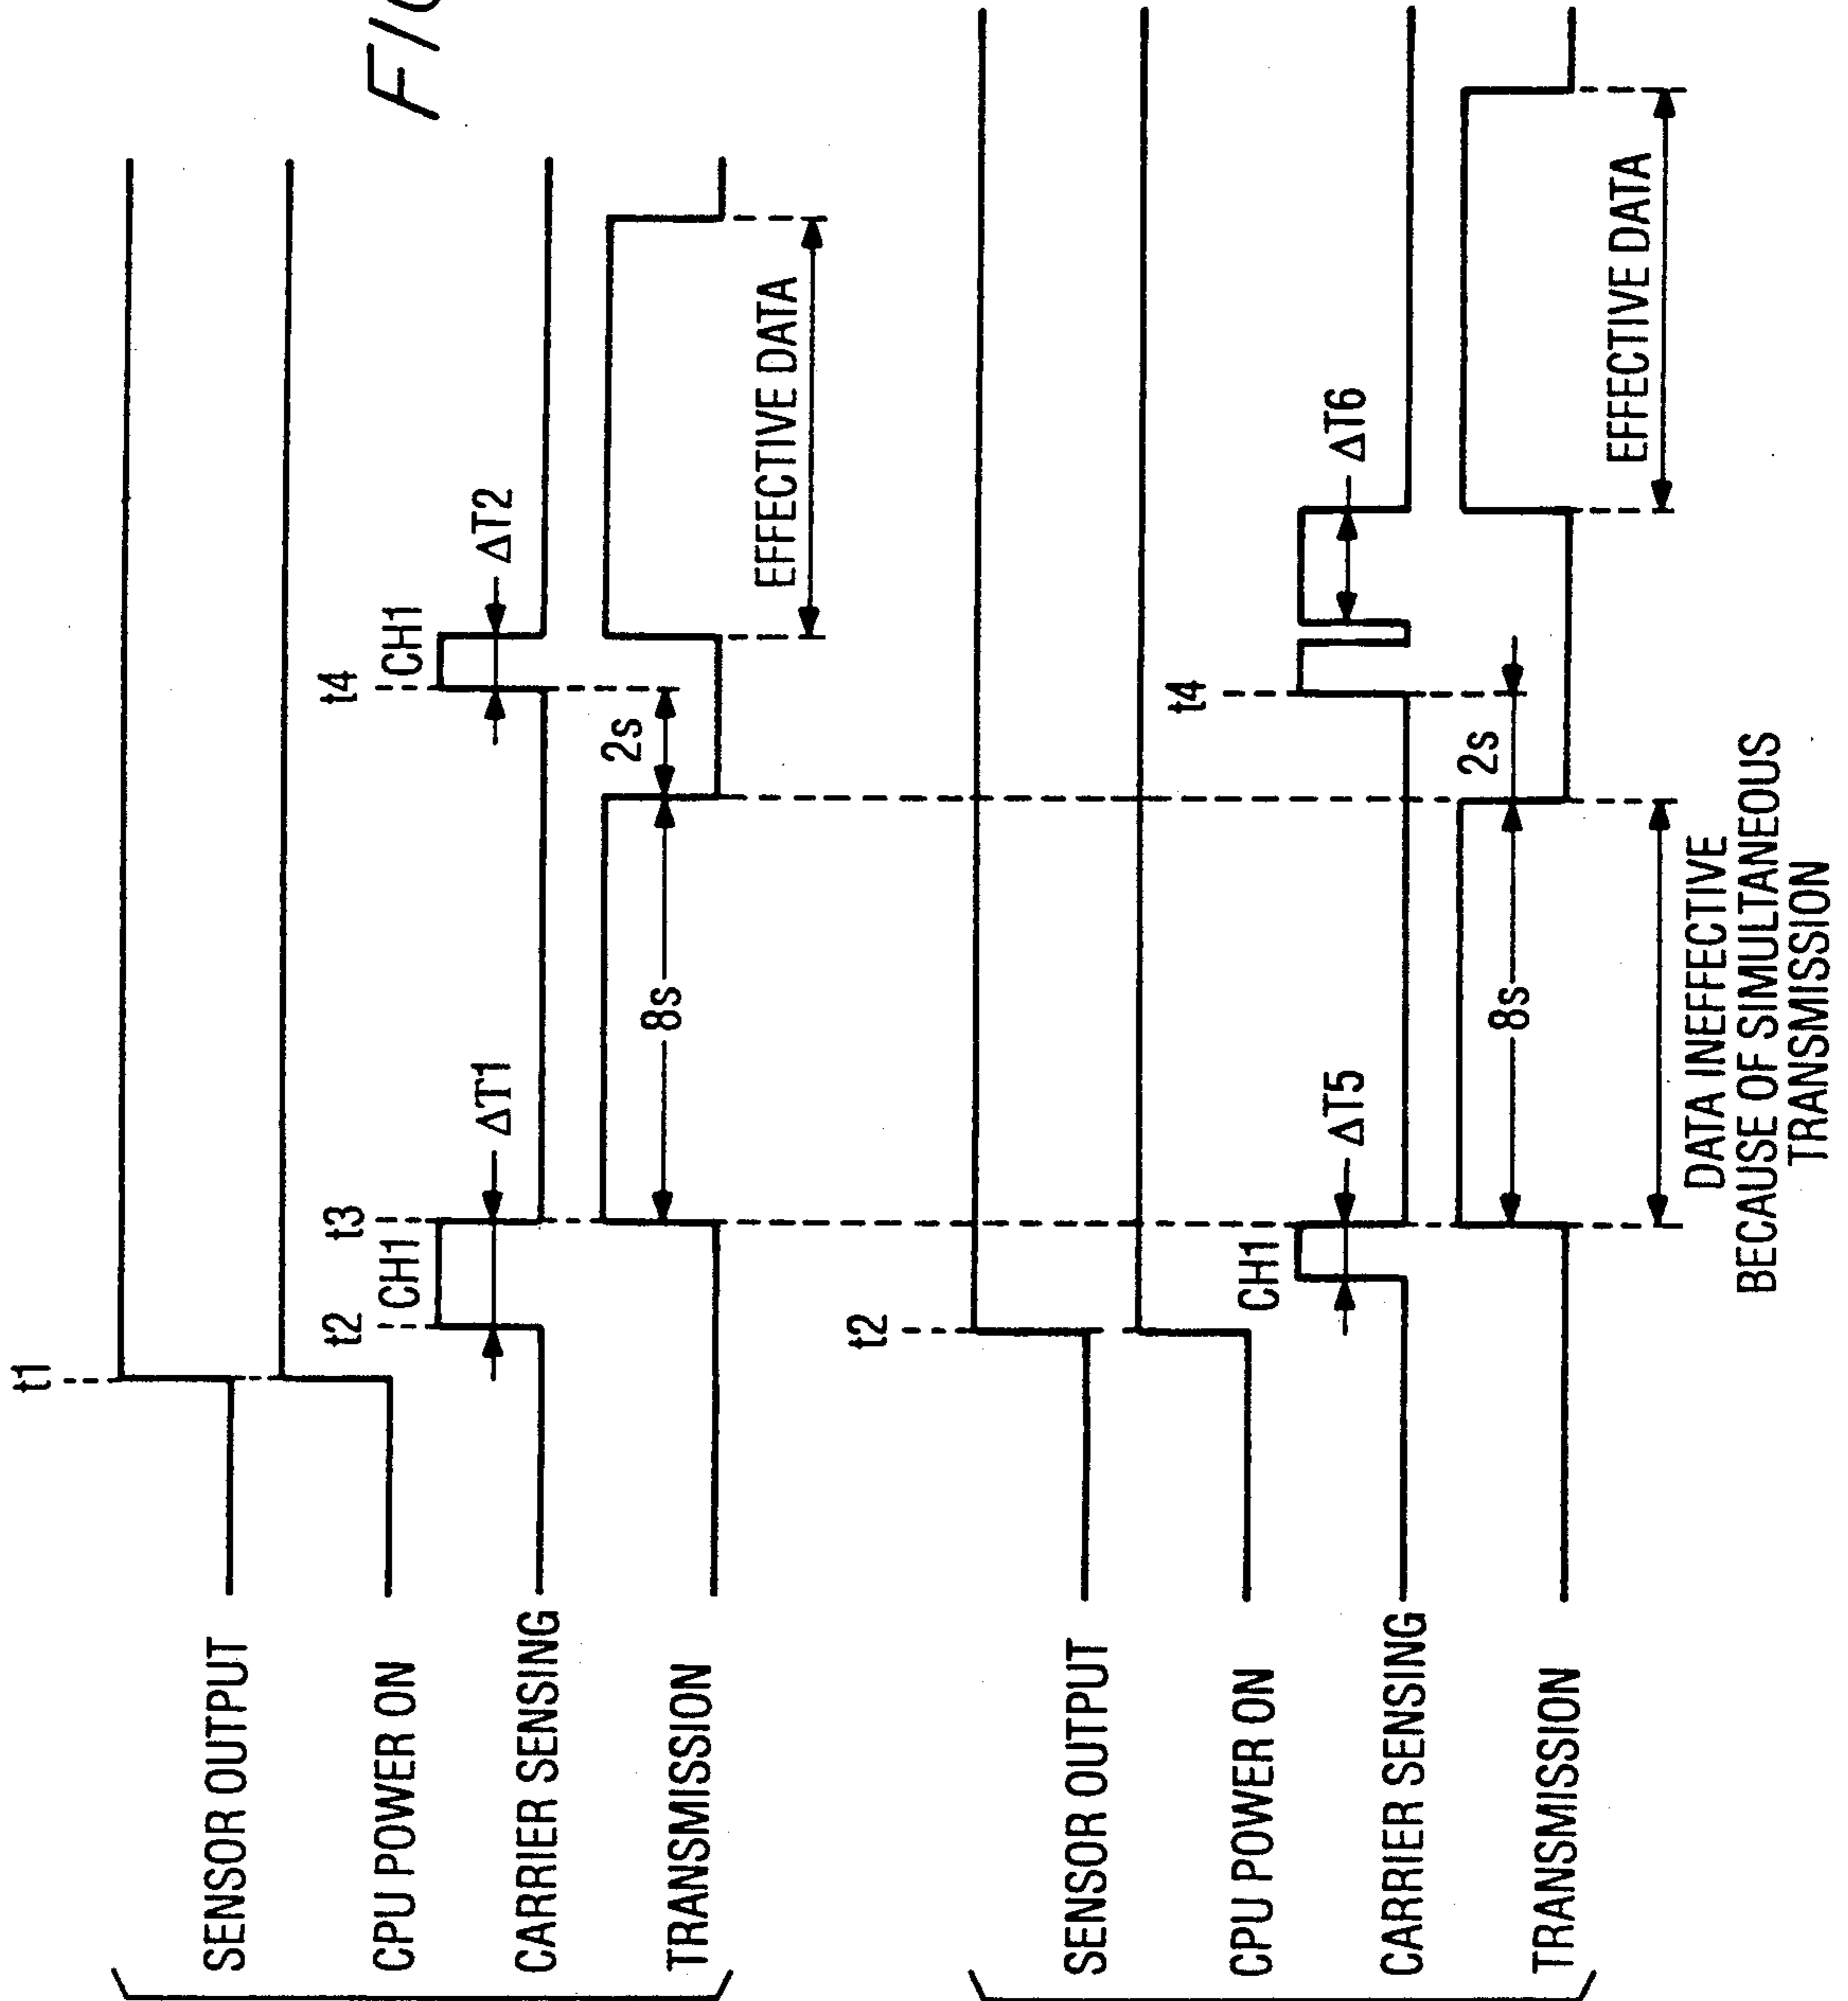 t1
SENSOR OUTPUT
CPU POWER ON
t2
t3
t4
CH1
CH1
CARRIER SENSING
ΔT1
ΔT2
TRANSMISSION
8s
2s
EFFECTIVE DATA
t2
SENSOR OUTPUT
CPU POWER ON
t4
CH1
CARRIER SENSING
ΔT5
ΔT6
TRANSMISSION
8s
2s
EFFECTIVE DATA
DATA INEFFECTIVE
BECAUSE OF SIMULTANEOUS
TRANSMISSION